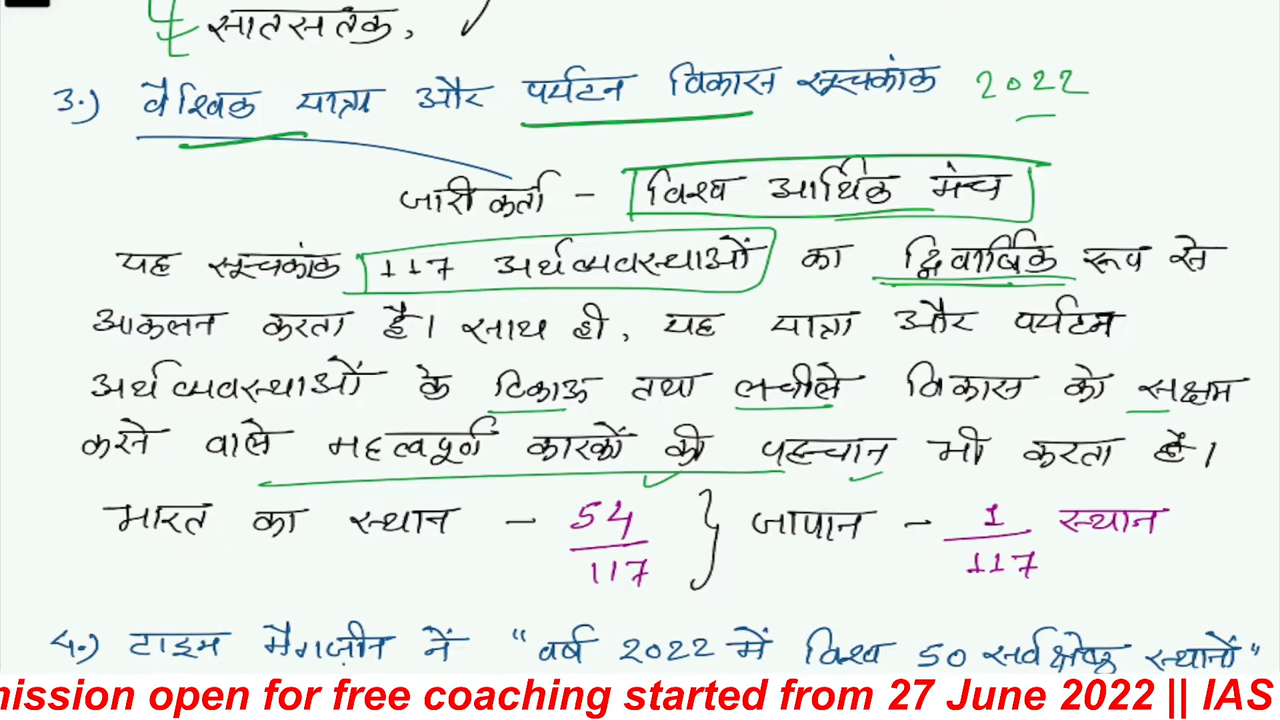 सातसतक,
3.) वैश्विक यात्रा और पर्यटन विकास सूचकांक 2022
जारीकर्ता - विश्व आर्थिक मंच
यह सूचकांक 117 अर्थव्यवस्थाओं का द्विवार्षिक रूप से
आकलन करता है। साथ ही, यह यात्रा और पर्यटन
अर्थव्यवस्थाओं के टिकाऊ तथा लचीले विकास को सक्षम
करने वाले महत्वपूर्ण कारकों की पहचान भी करता है।
भारत का स्थान - 54/117 } जापान - 1/117 स्थान
4.) टाइम मैगज़ीन में "वर्ष 2022 में विश्व 50 सर्वश्रेष्ठ स्थानों"
mission open for free coaching started from 27 June 2022 || IAS